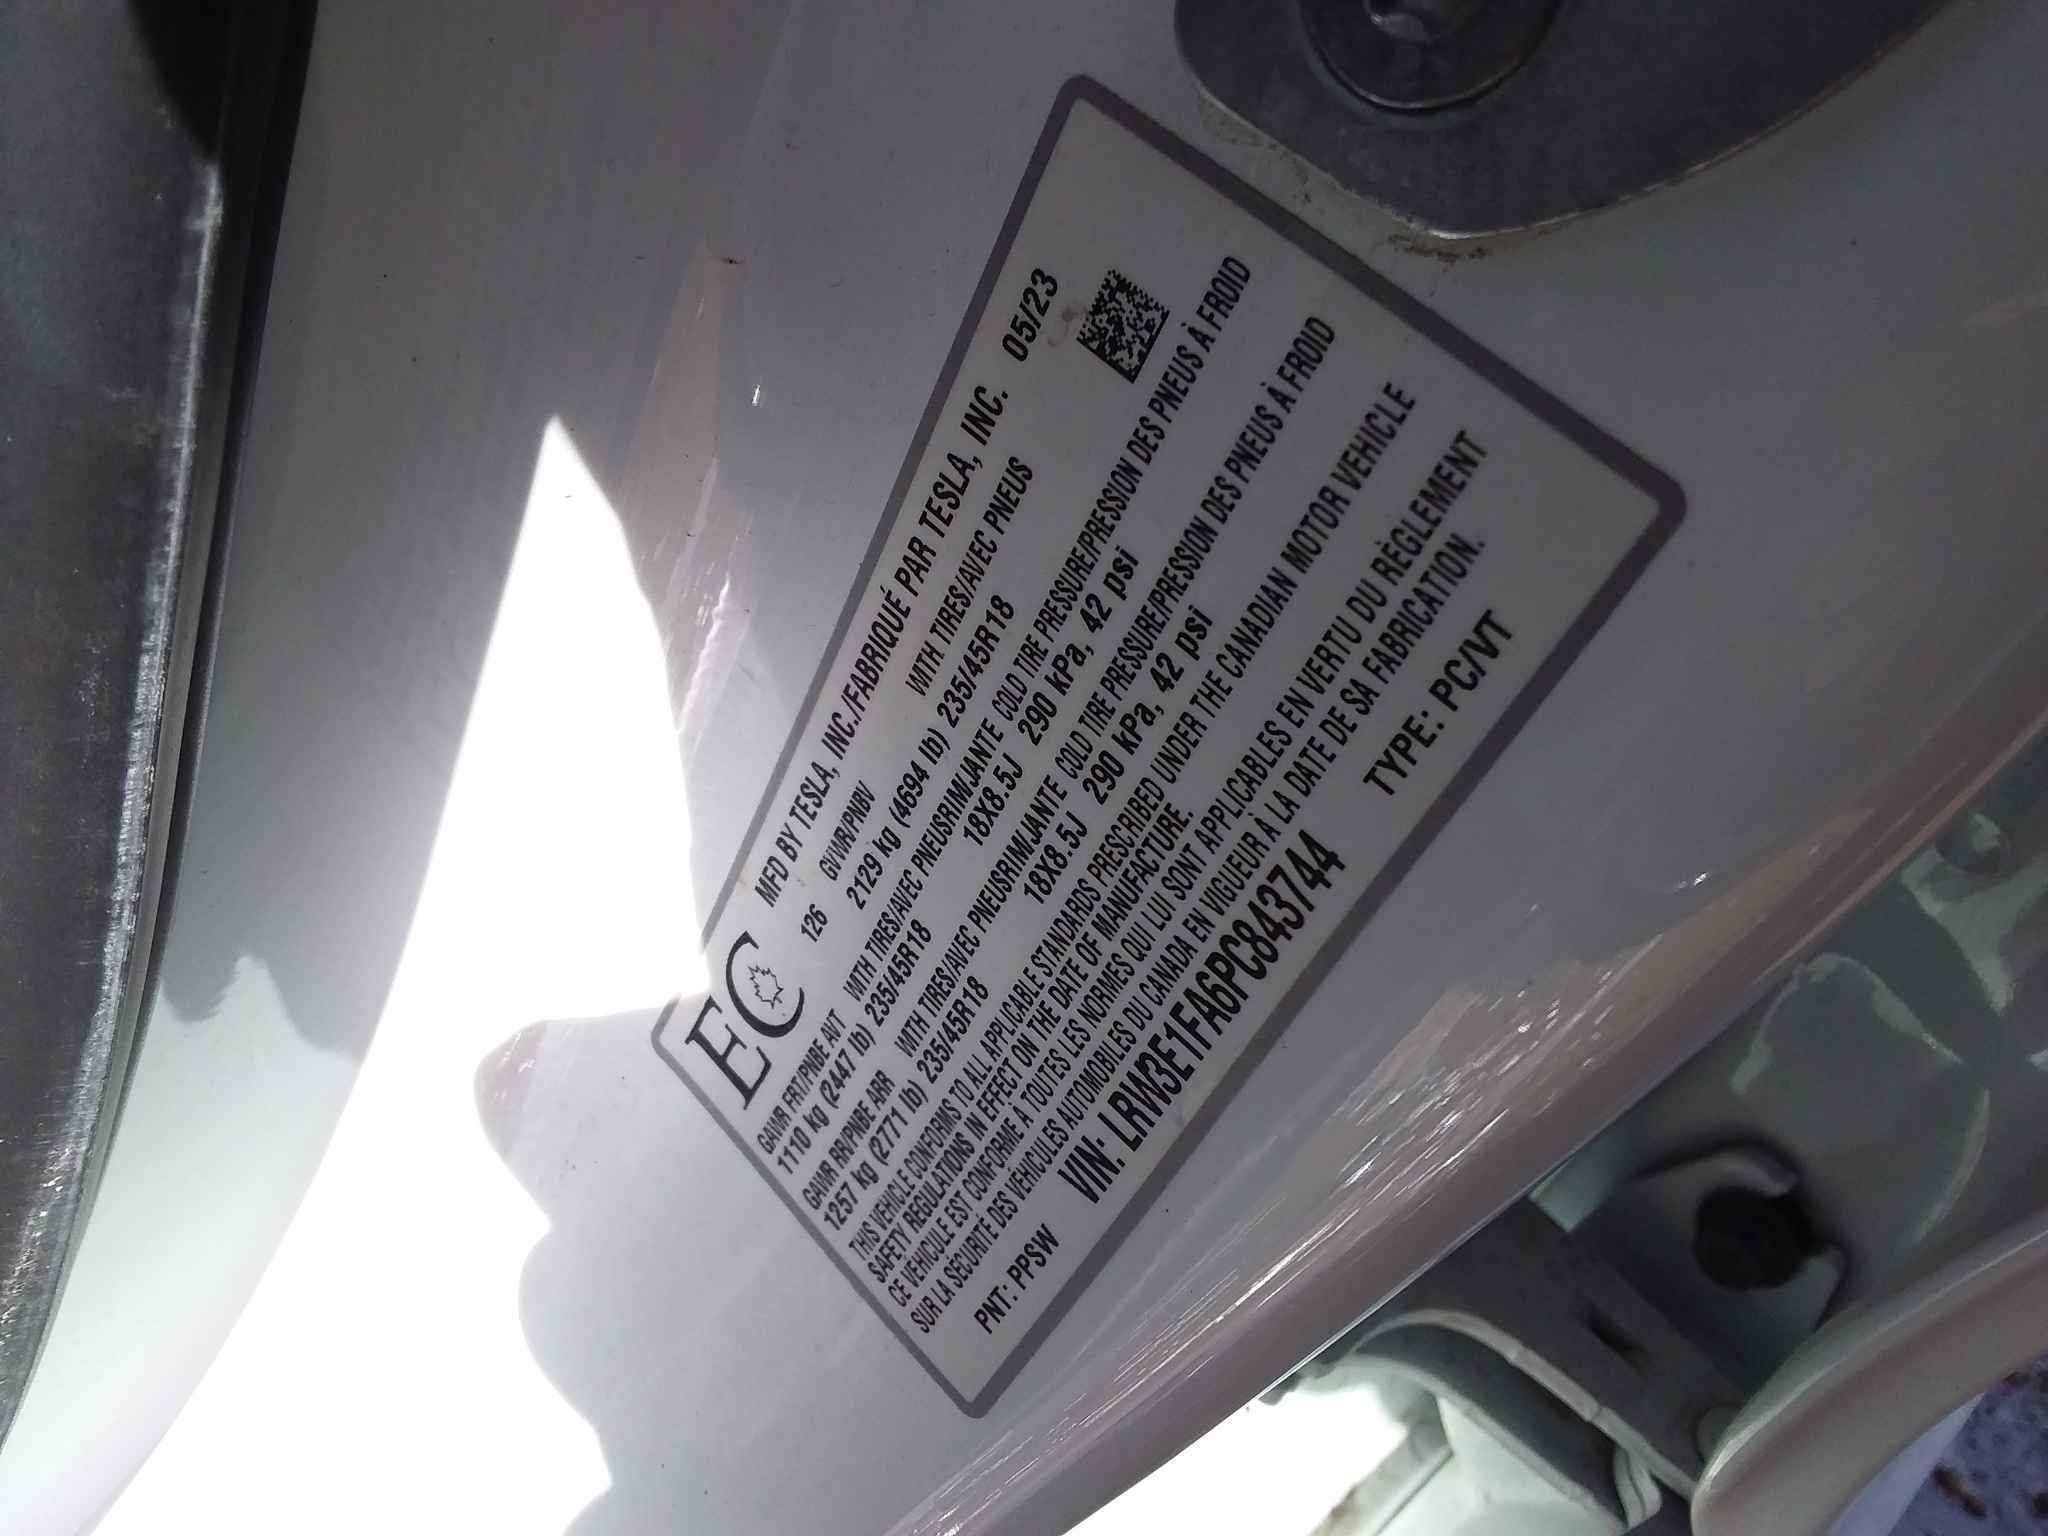 EC
MFD BY TESLA, INC./FABRIQUÉ PAR TESLA, INC. 05/23
126
GVWR/PNBV WITH TIRES/AVEC PNEUS
2129 kg (4694 lb) 235/45R18
GAWR FRT/PNBE AVT WITH TIRES/AVEC PNEUSRIM/JANTE COLD TIRE PRESSURE/PRESSION DES PNEUS À FROID
1110 kg (2447 lb) 235/45R18 18X8.5J 290 kPa, 42 psi
GAWR RR/PNBE ARR WITH TIRES/AVEC PNEUSRIM/JANTE COLD TIRE PRESSURE/PRESSION DES PNEUS À FROID
1257 kg (2771 lb) 235/45R18 18X8.5J 290 kPa, 42 psi
THIS VEHICLE CONFORMS TO ALL APPLICABLE STANDARDS PRESCRIBED UNDER THE CANADIAN MOTOR VEHICLE
SAFETY REGULATIONS IN EFFECT ON THE DATE OF MANUFACTURE.
CE VÉHICULE EST CONFORME À TOUTES LES NORMES QUI LUI SONT APPLICABLES EN VERTU DU RÈGLEMENT
SUR LA SÉCURITÉ DES VÉHICULES AUTOMOBILES DU CANADA EN VIGUEUR À LA DATE DE SA FABRICATION.
PNT: PPSW VIN: LRW3E1FA6PC843744 TYPE: PC/VT